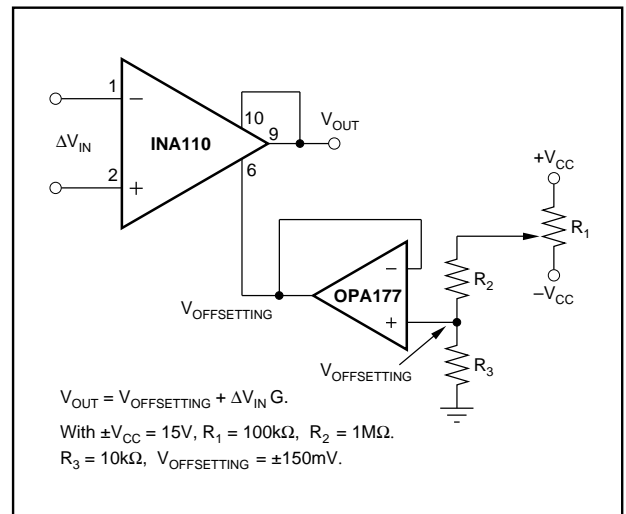 1
−
10
V_OUT
ΔV_IN
INA110
9
2
+
6
+V_CC
R_1
−V_CC
−
OPA177
+
R_2
V_OFFSETTING
V_OFFSETTING
R_3
V_OUT = V_OFFSETTING + ΔV_IN G.
With ±V_CC = 15V, R_1 = 100kΩ, R_2 = 1MΩ.
R_3 = 10kΩ, V_OFFSETTING = ±150mV.